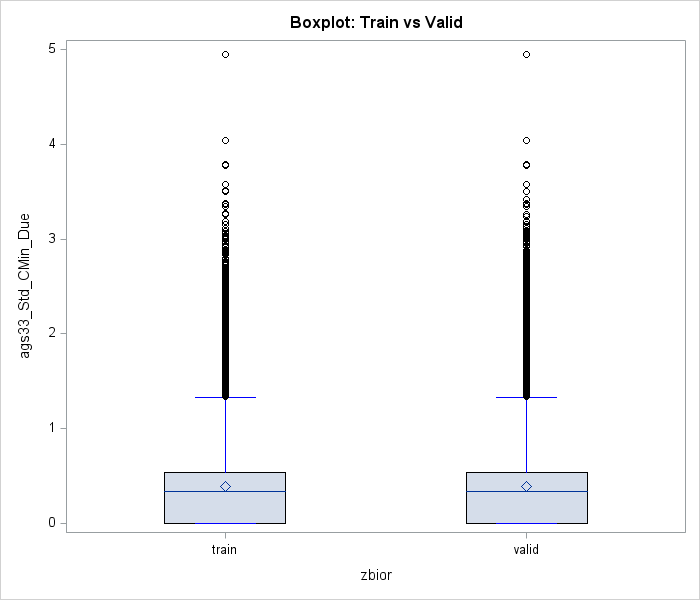 Boxplot: Train vs Valid
5
4
3
2
1
0
ags33_Std_CMin_Due
train
valid
zbior